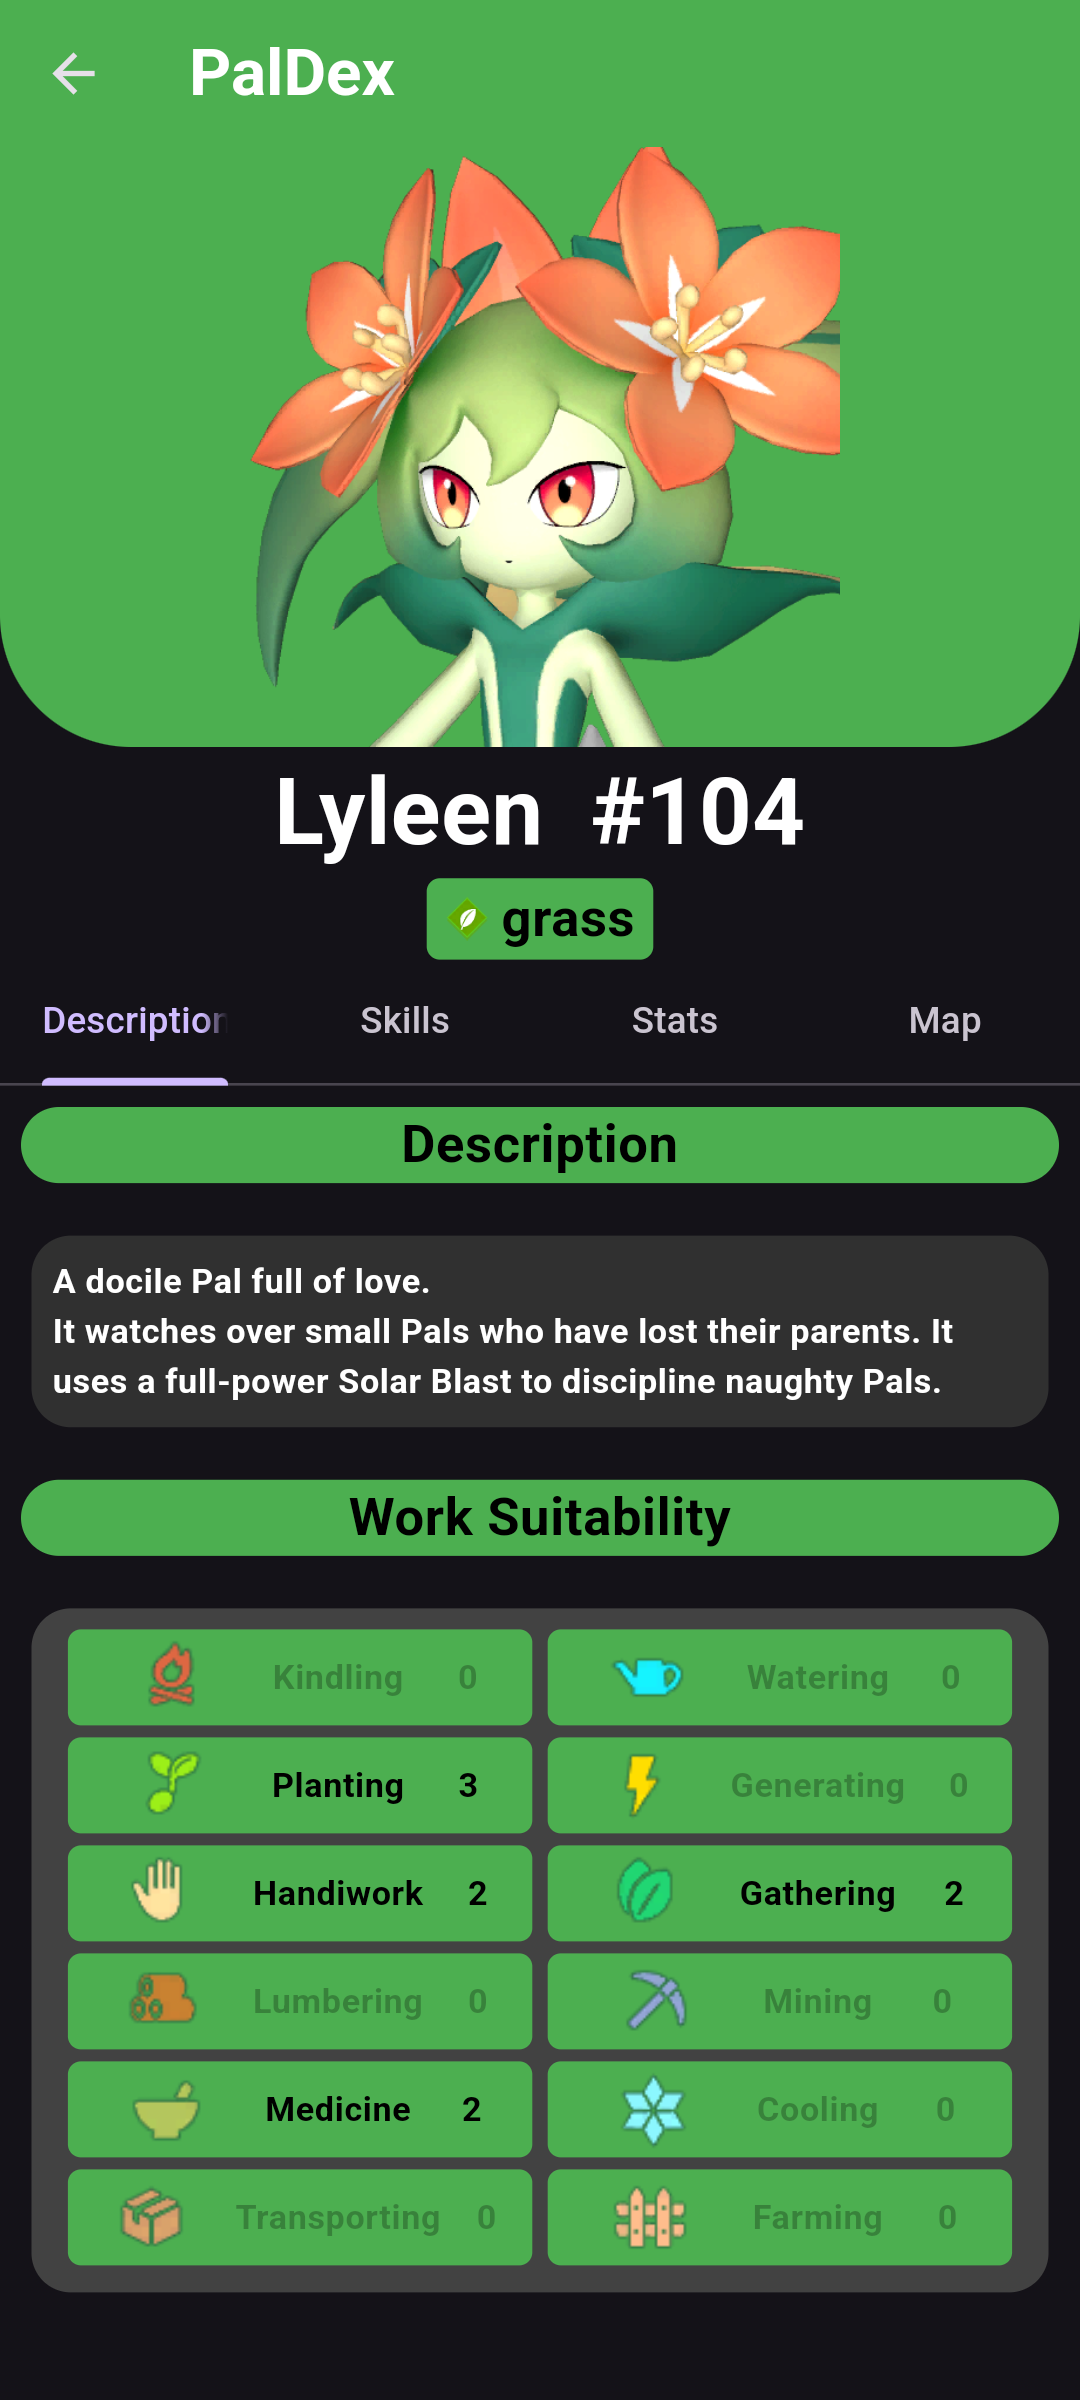 PalDex
Lyleen #104
grass
Description Skills Stats Map
Description
A docile Pal full of love.
It watches over small Pals who have lost their parents. It
uses a full-power Solar Blast to discipline naughty Pals.
Work Suitability
Kindling 0 Watering 0
Planting 3 Generating 0
Handiwork 2 Gathering 2
Lumbering 0 Mining 0
Medicine 2 Cooling 0
Transporting 0 Farming 0